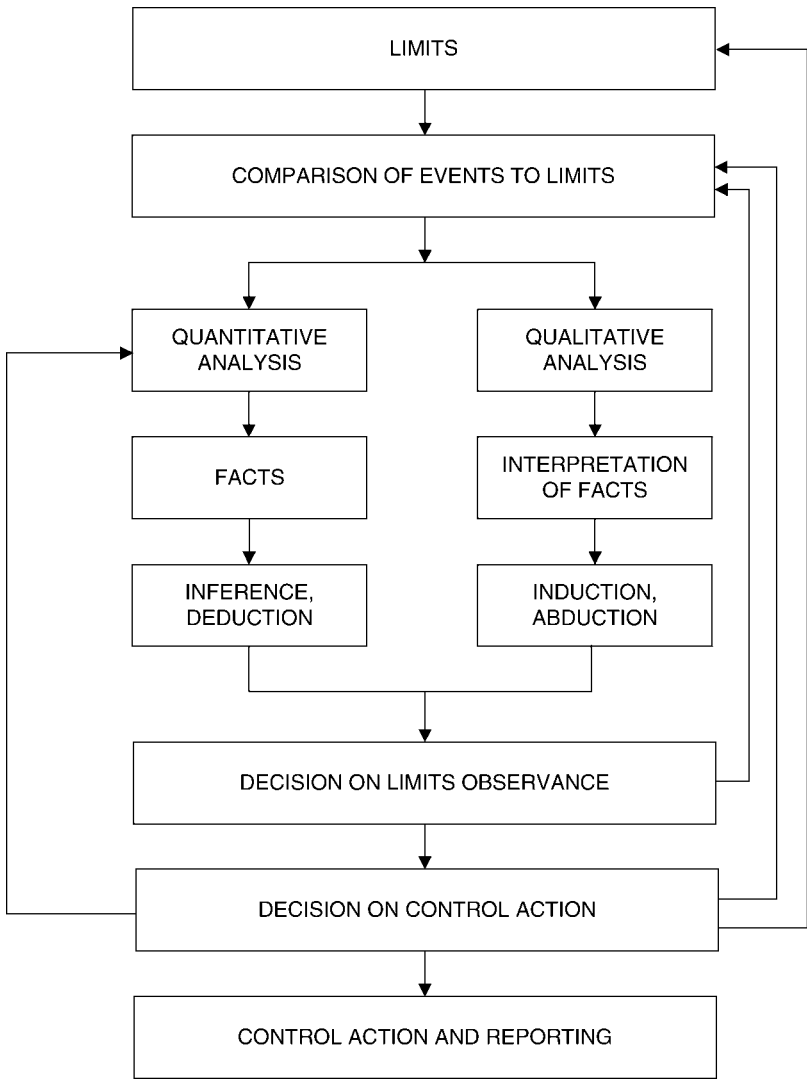 LIMITS
COMPARISON OF EVENTS TO LIMITS
QUANTITATIVE
ANALYSIS
QUALITATIVE
ANALYSIS
FACTS
INTERPRETATION
OF FACTS
INFERENCE,
DEDUCTION
INDUCTION,
ABDUCTION
DECISION ON LIMITS OBSERVANCE
DECISION ON CONTROL ACTION
CONTROL ACTION AND REPORTING